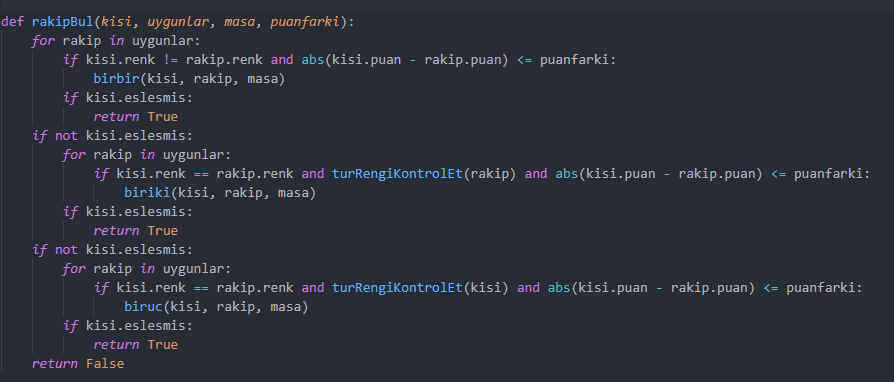 def rakipBul(kisi, uygunlar, masa, puanfarki):
    for rakip in uygunlar:
        if kisi.renk != rakip.renk and abs(kisi.puan - rakip.puan) <= puanfarki:
            birbir(kisi, rakip, masa)
        if kisi.eslesmis:
            return True
    if not kisi.eslesmis:
        for rakip in uygunlar:
            if kisi.renk == rakip.renk and turRengiKontrolEt(rakip) and abs(kisi.puan - rakip.puan) <= puanfarki:
                biriki(kisi, rakip, masa)
        if kisi.eslesmis:
            return True
    if not kisi.eslesmis:
        for rakip in uygunlar:
            if kisi.renk == rakip.renk and turRengiKontrolEt(kisi) and abs(kisi.puan - rakip.puan) <= puanfarki:
                biruc(kisi, rakip, masa)
        if kisi.eslesmis:
            return True
    return False